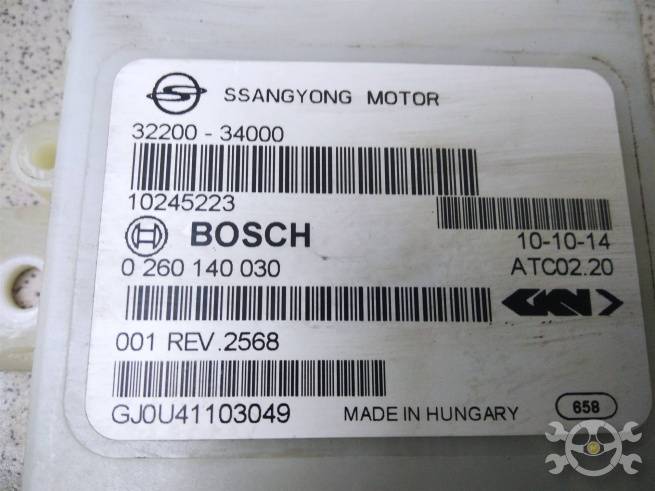 SSANGYONG MOTOR
32200 - 34000
10245223
BOSCH 10-10-14
0 260 140 030 ATC02.20
GKN
001 REV.2568
GJ0U41103049 MADE IN HUNGARY 658